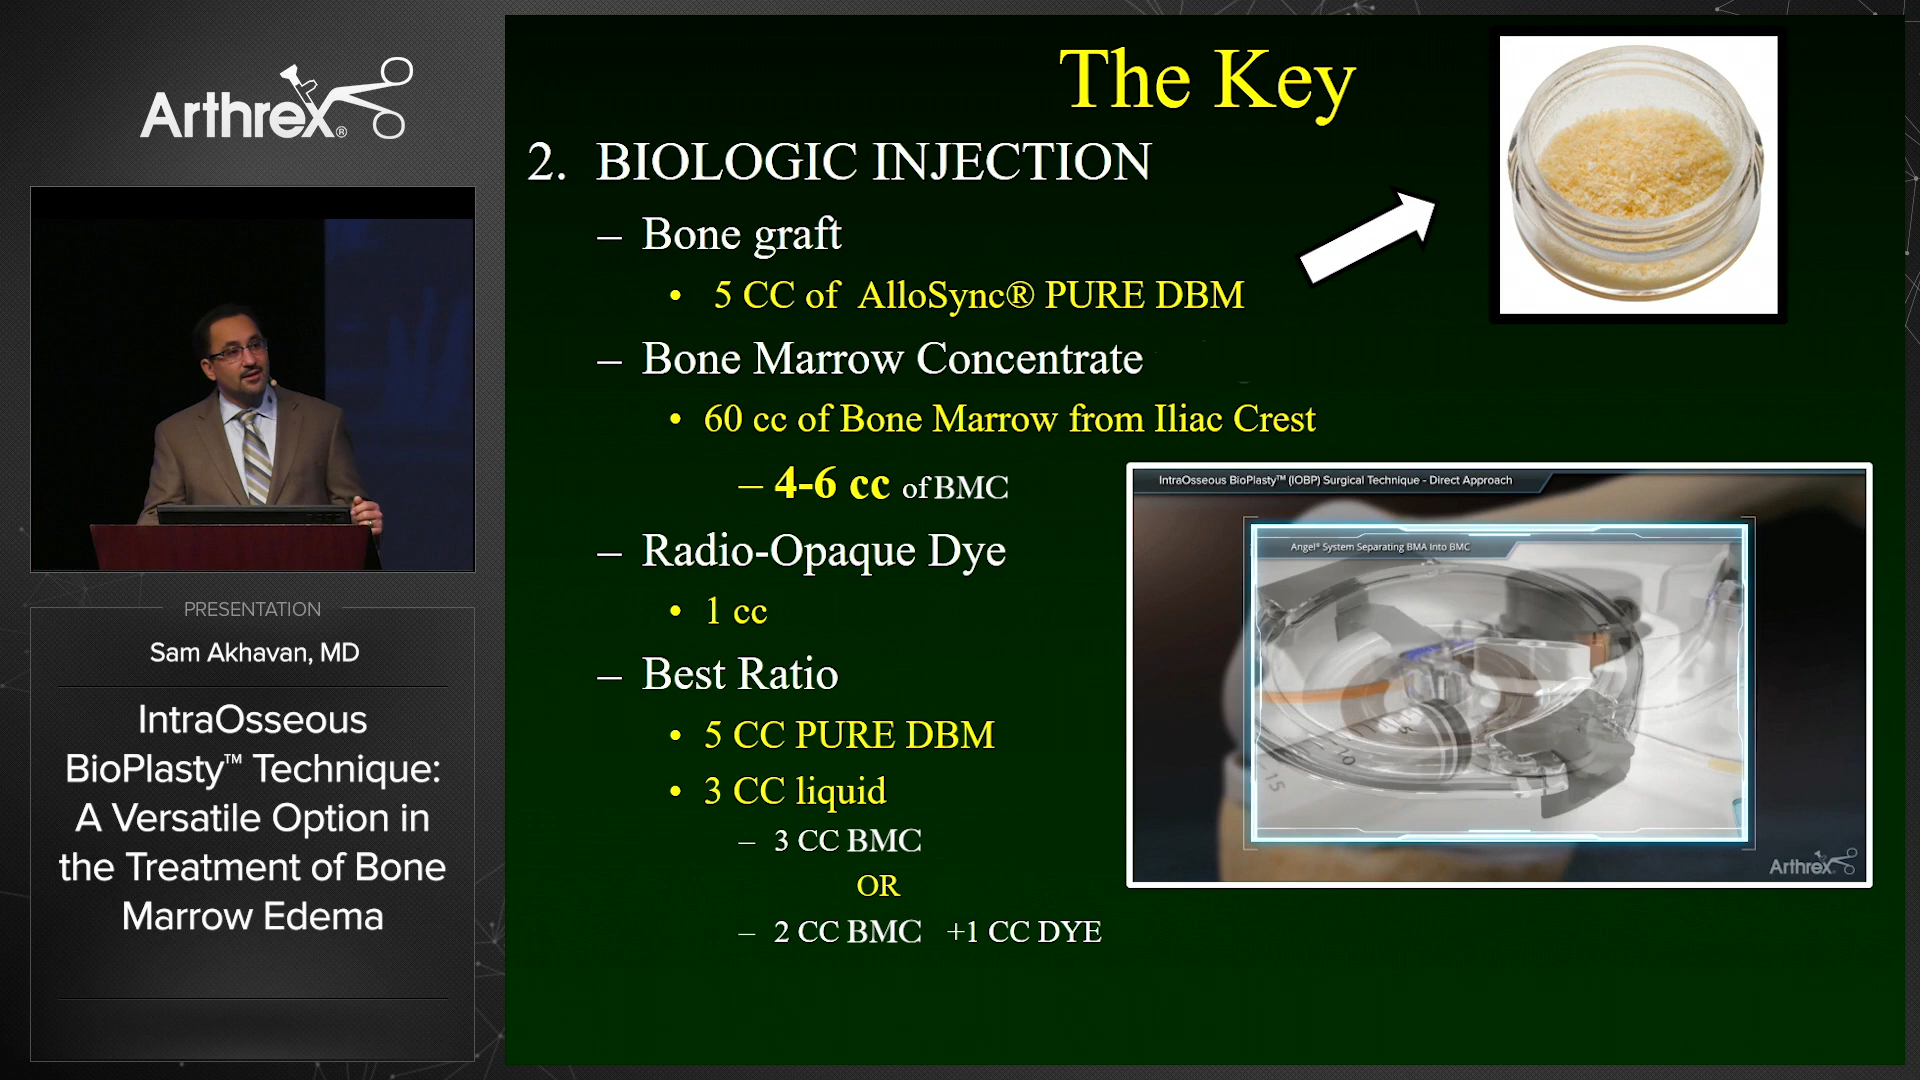 Arthrex®
PRESENTATION
Sam Akhavan, MD
IntraOsseous
BioPlasty™ Technique:
A Versatile Option in
the Treatment of Bone
Marrow Edema
The Key
2. BIOLOGIC INJECTION
– Bone graft
• 5 CC of AlloSync® PURE DBM
– Bone Marrow Concentrate
• 60 cc of Bone Marrow from Iliac Crest
– 4-6 cc of BMC
– Radio-Opaque Dye
• 1 cc
– Best Ratio
• 5 CC PURE DBM
• 3 CC liquid
– 3 CC BMC
OR
– 2 CC BMC +1 CC DYE
IntraOsseous BioPlasty™ (IOBP) Surgical Technique - Direct Approach
Angel® System Separating BMA Into BMC
10
15
Arthrex